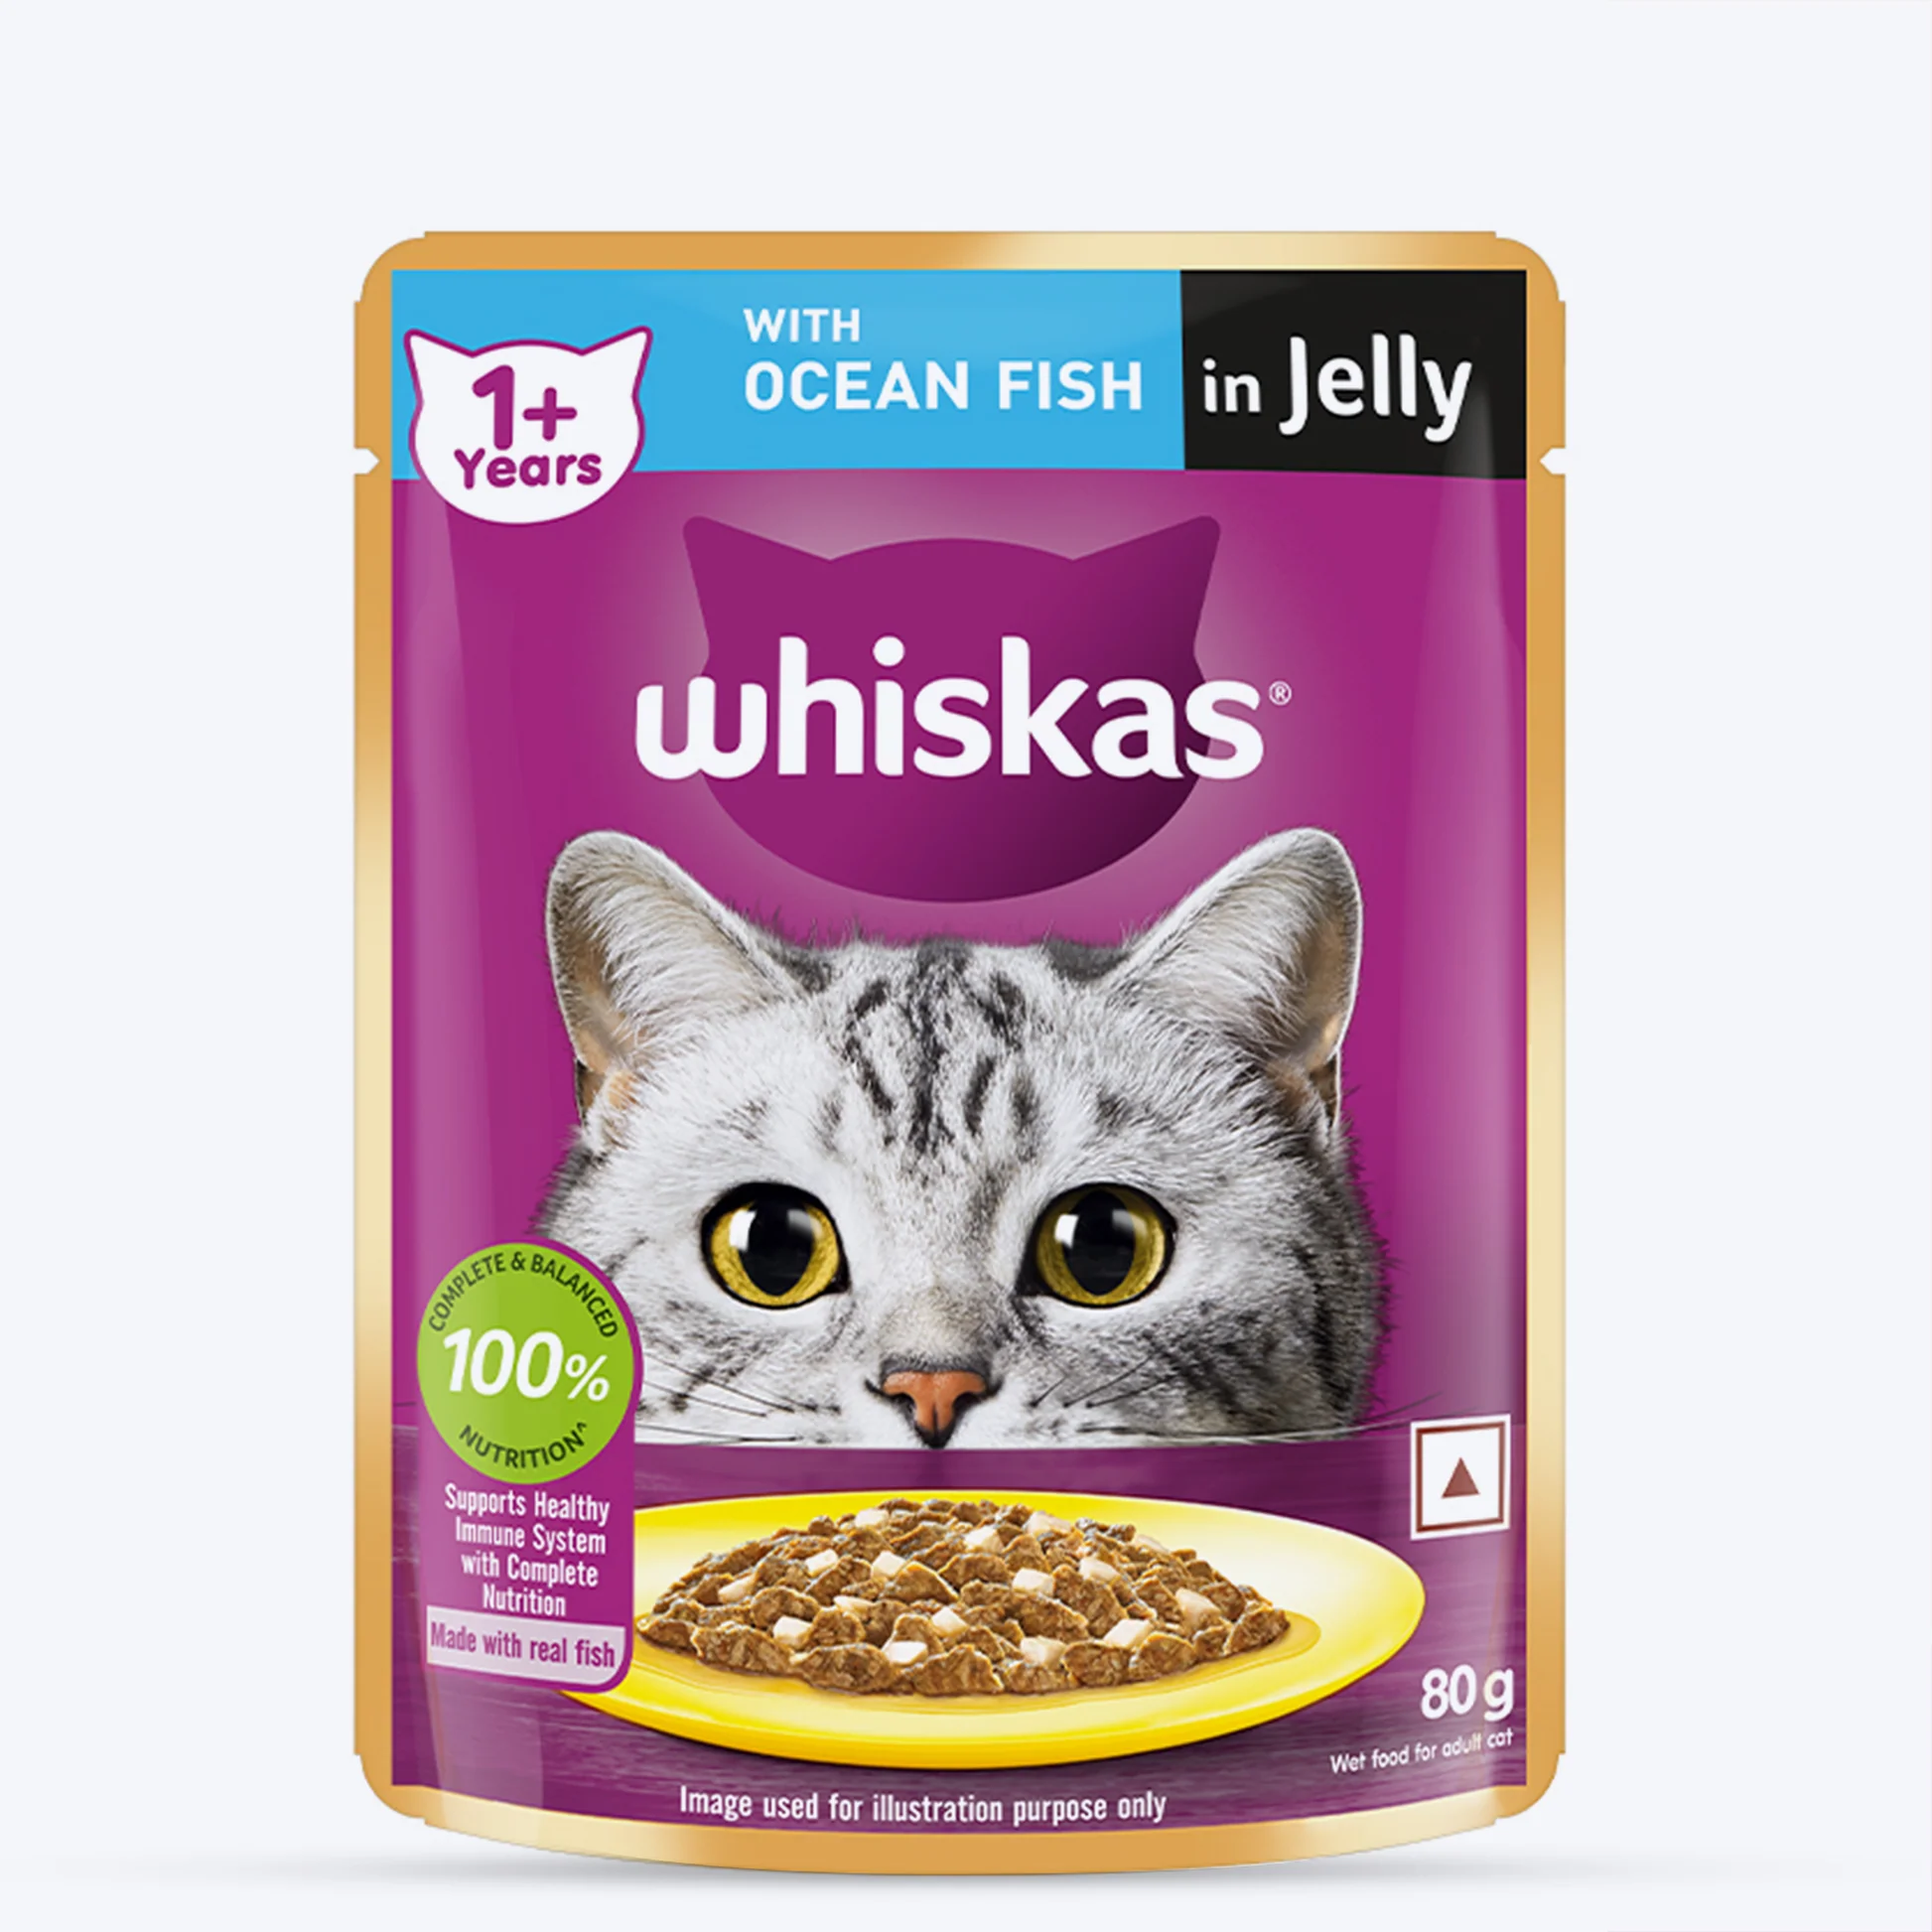 1+
Years
WITH
OCEAN FISH
in Jelly
whiskas®
COMPLETE & BALANCED
100%
NUTRITION^
Supports Healthy
Immune System
with Complete
Nutrition
Made with real fish
80g
Wet food for adult cat
Image used for illustration purpose only